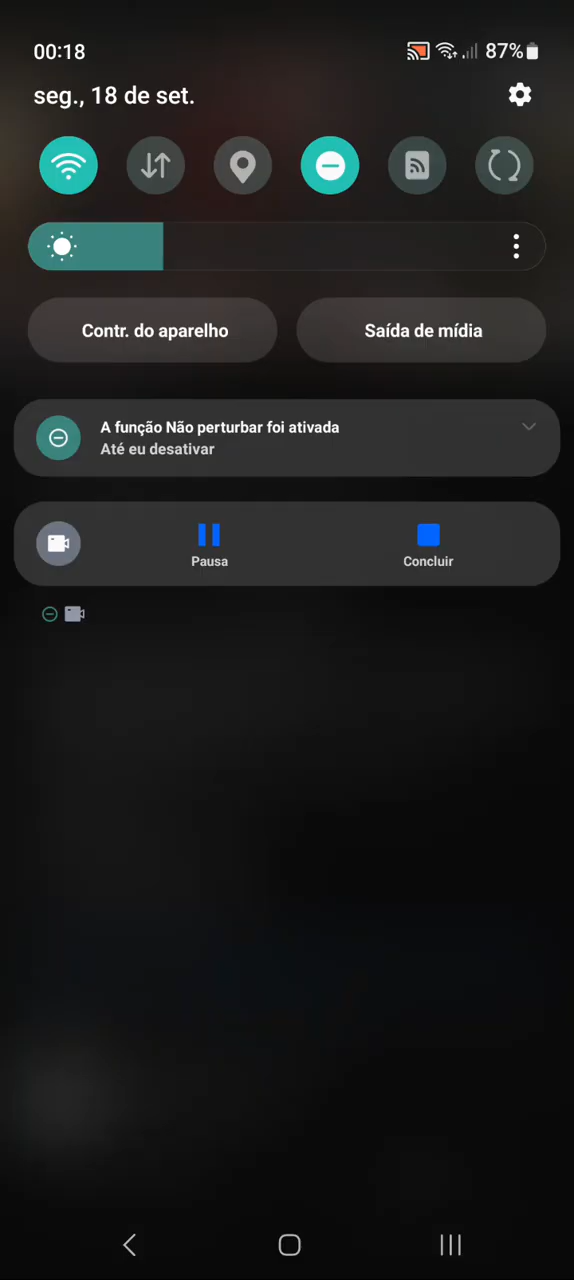 00:18
87%
seg., 18 de set.
Contr. do aparelho
Saída de mídia
A função Não perturbar foi ativada
Até eu desativar
Pausa
Concluir